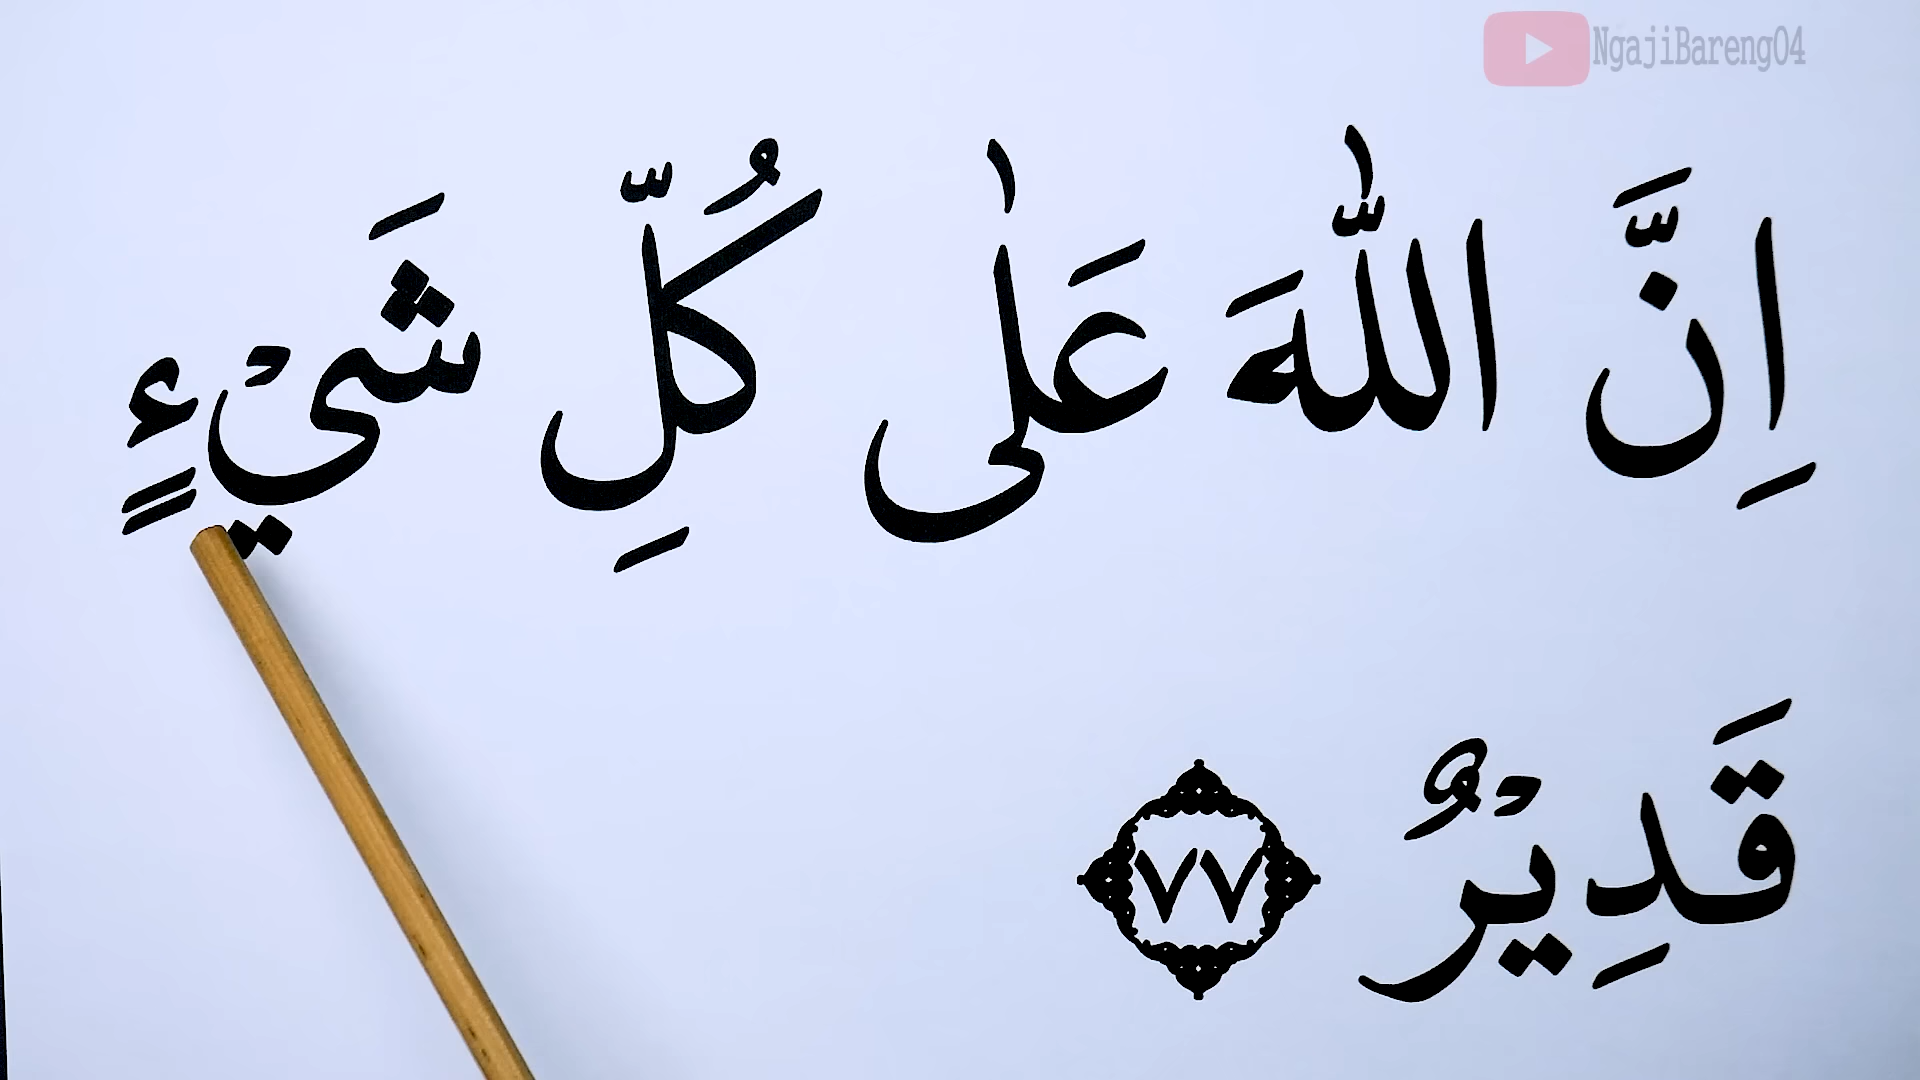 NgajiBareng04
اِنَّ اللّٰهَ عَلٰى كُلِّ شَيْءٍ
قَدِيْرٌ ٧٧